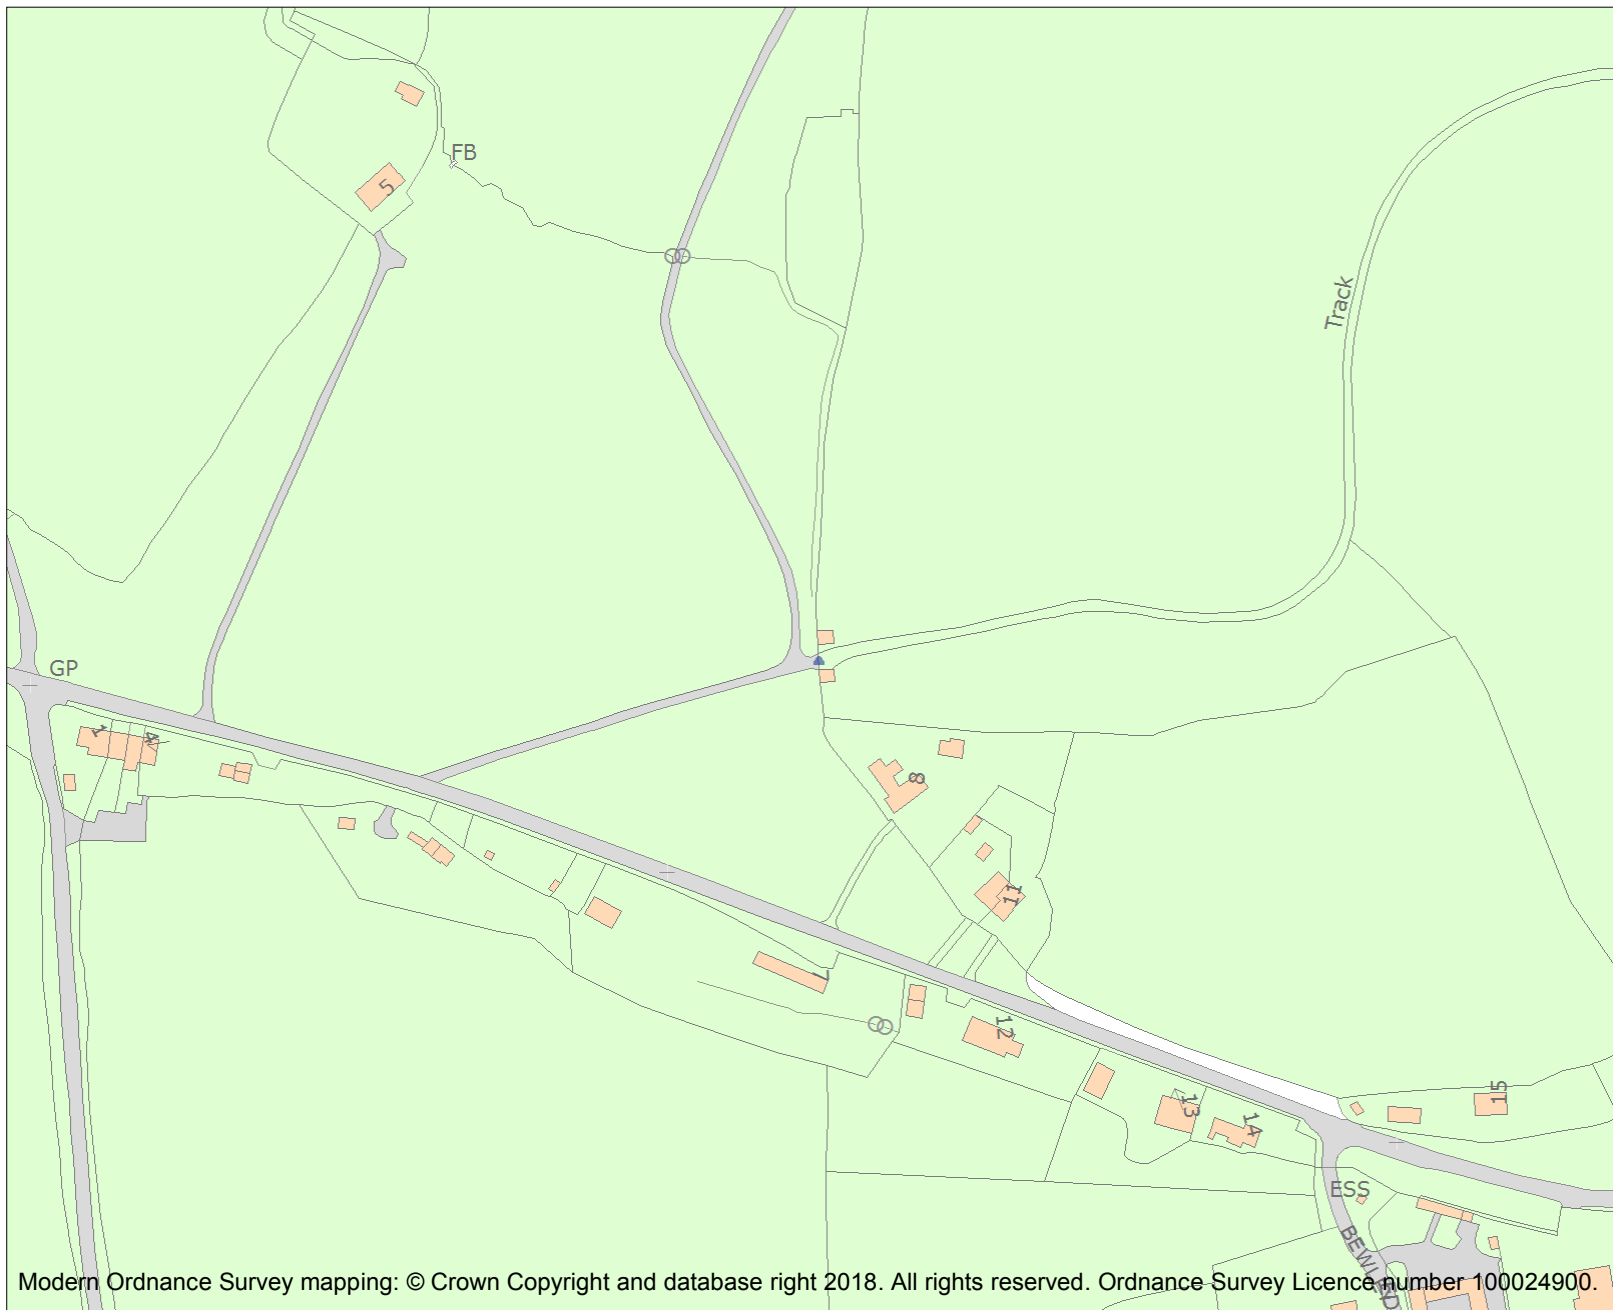 FB
5
Track
GP
1
4
8
11
7
12
13
14
15
ESS
Modern Ordnance Survey mapping: © Crown Copyright and database right 2018. All rights reserved. Ordnance Survey Licence number 100024900.